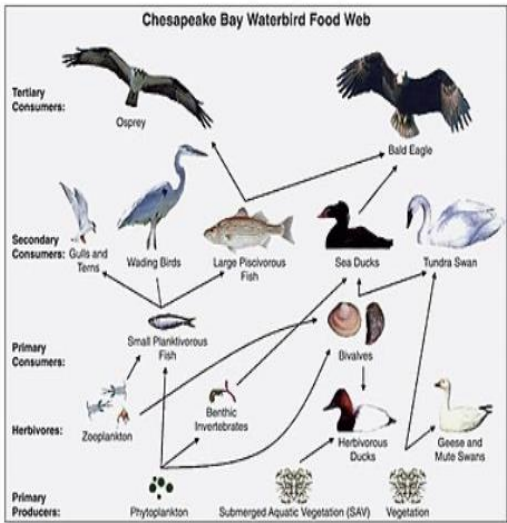 Chesapeake Bay Waterbird Food Web
Tertiary
Consumers:
Osprey
Bald Eagle
Secondary
Consumers:
Gulls and
Terns
Wading Birds
Large Piscivorous
Fish
Sea Ducks
Tundra Swan
Primary
Consumers:
Small Planktivorous
Fish
Bivalves
Herbivores:
Zooplankton
Benthic
Invertebrates
Herbivorous
Ducks
Geese and
Mute Swans
Primary
Producers:
Phytoplankton
Submerged Aquatic Vegetation (SAV)
Vegetation